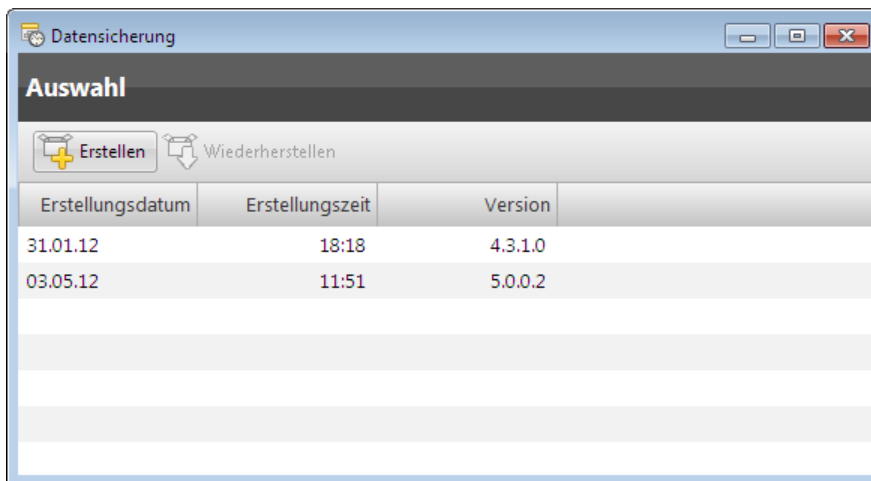 Datensicherung
Auswahl
Erstellen Wiederherstellen
Erstellungsdatum Erstellungszeit Version
31.01.12 18:18 4.3.1.0
03.05.12 11:51 5.0.0.2